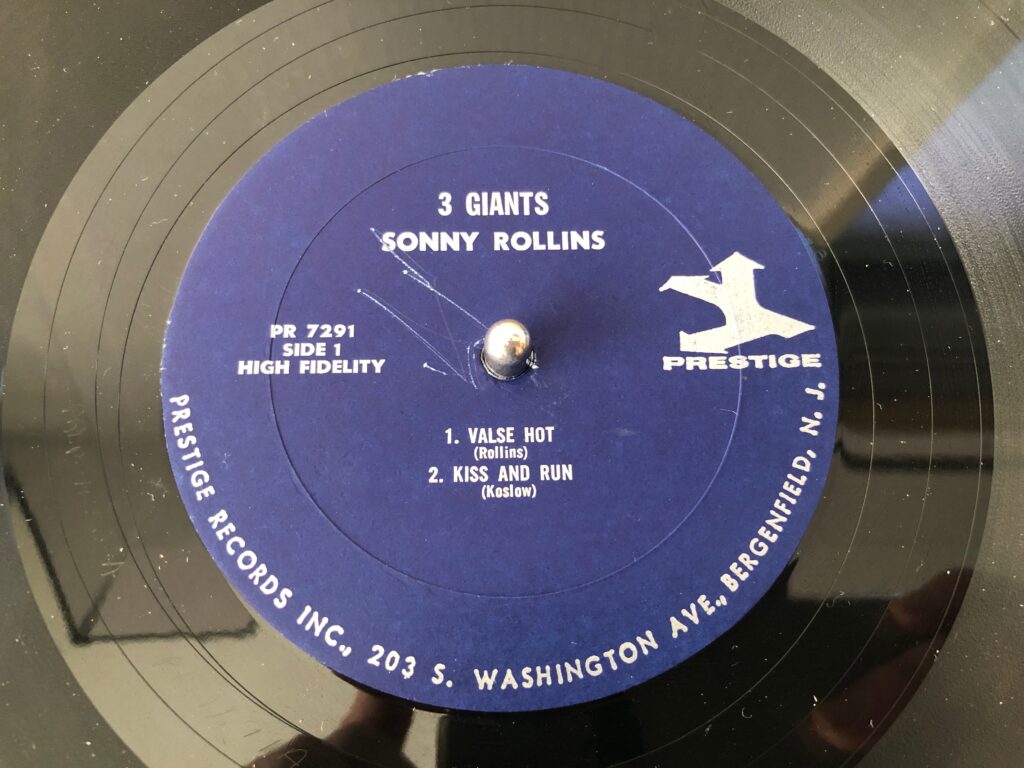 3 GIANTS
SONNY ROLLINS
PR 7291
SIDE 1
HIGH FIDELITY
PRESTIGE
1. VALSE HOT
(Rollins)
2. KISS AND RUN
(Koslow)
PRESTIGE RECORDS INC., 203 S. WASHINGTON AVE., BERGENFIELD, N. J.